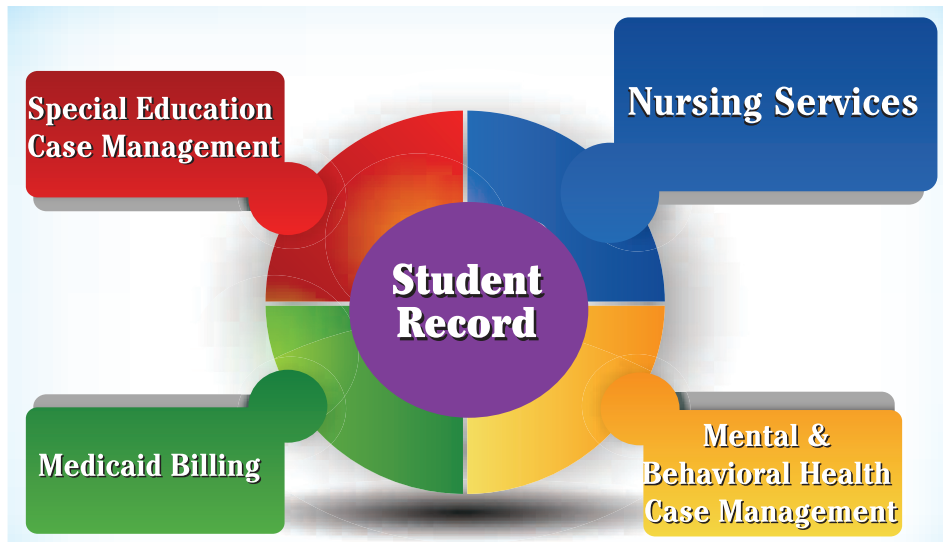 Special Education
Case Management
Nursing Services
Student
Record
Medicaid Billing
Mental &
Behavioral Health
Case Management